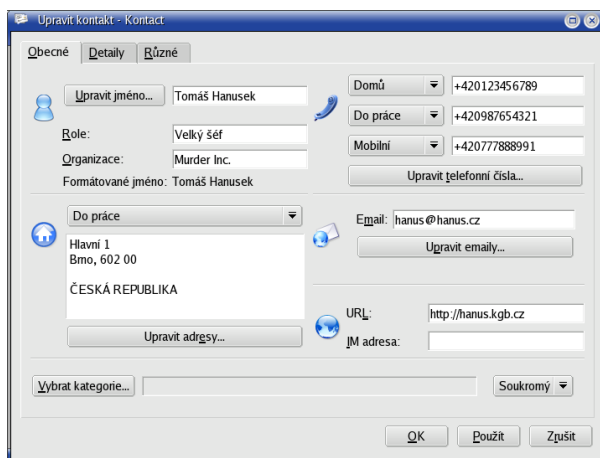 Upravit kontakt - Kontact
Obecné Detaily Různé
Upravit jméno... Tomáš Hanusek
Role: Velký šéf
Organizace: Murder Inc.
Formátované jméno: Tomáš Hanusek
Domů +420123456789
Do práce +420987654321
Mobilní +420777888991
Upravit telefonní čísla...
Do práce
Hlavní 1
Brno, 602 00
ČESKÁ REPUBLIKA
Upravit adresy...
Email: hanus@hanus.cz
Upravit emaily...
URL: http://hanus.kgb.cz
IM adresa:
Vybrat kategorie... Soukromý
OK Použít Zrušit